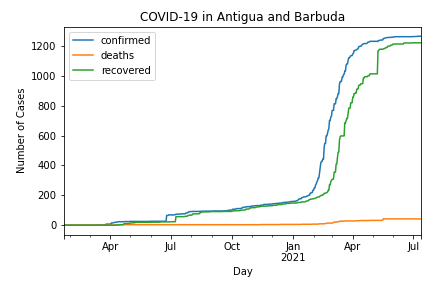 COVID-19 in Antigua and Barbuda
confirmed
deaths
recovered
Number of Cases
1200
1000
800
600
400
200
0
Apr
Jul
Oct
Jan
2021
Apr
Jul
Day